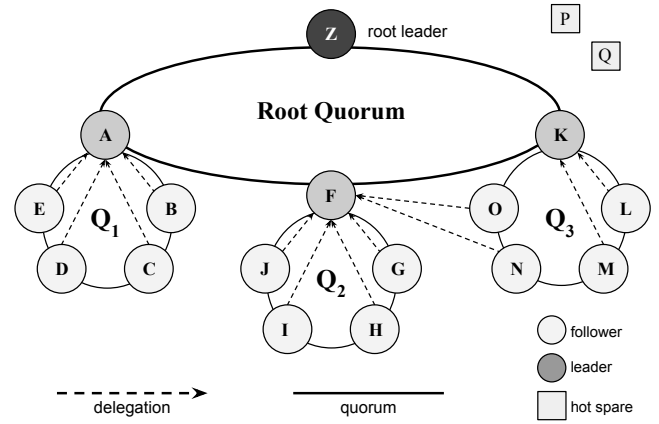 Z root leader P
Q
Root Quorum
A K
F
E B O L
Q1 Q3
D C N M
J G
Q2
I H
follower
leader
delegation quorum
hot spare